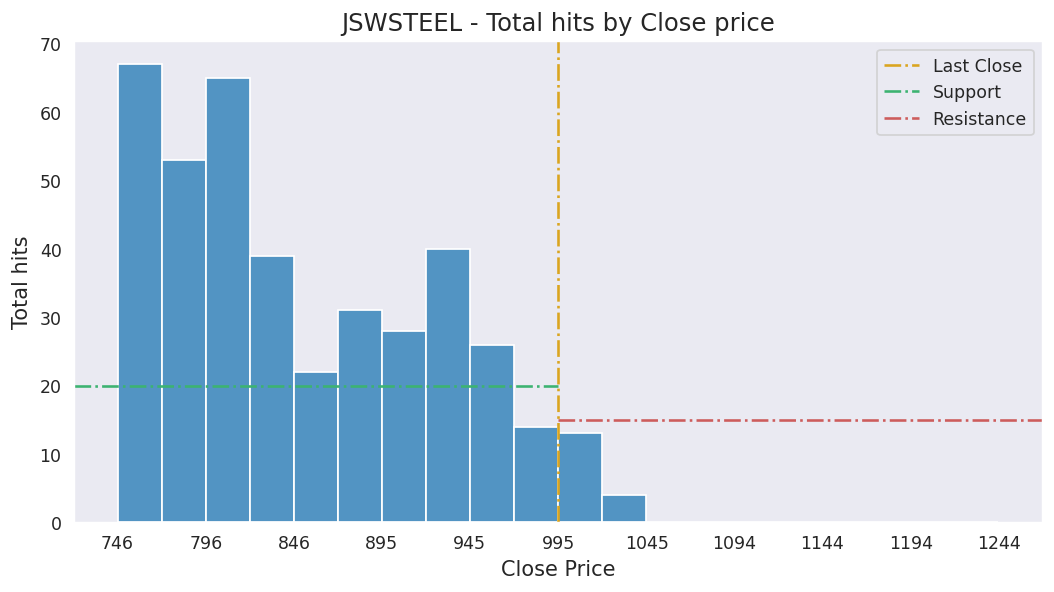 JSWSTEEL - Total hits by Close price
70
60
50
40
30
20
10
0
Total hits
Last Close
Support
Resistance
746 796 846 895 945 995 1045 1094 1144 1194 1244
Close Price